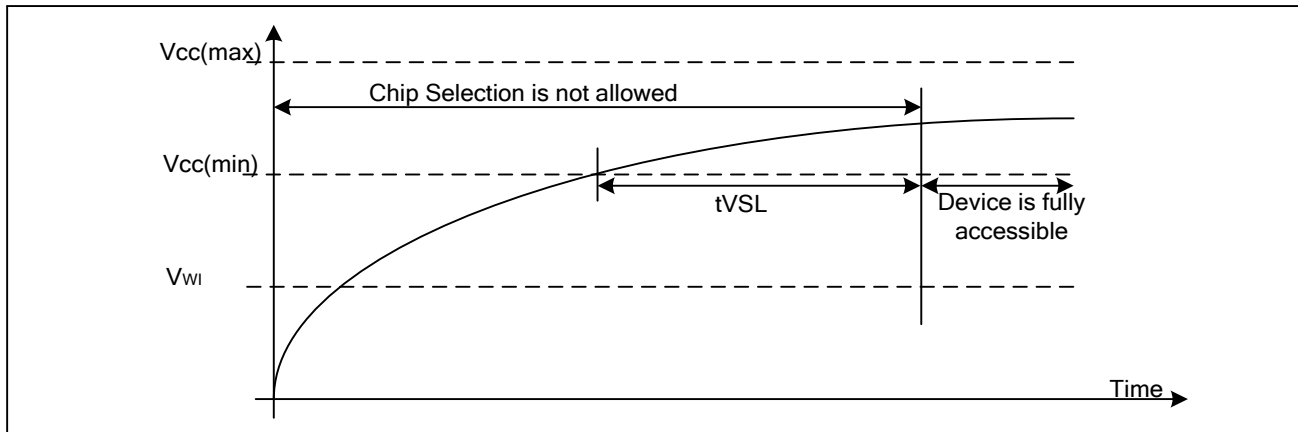 Vcc(max)
Chip Selection is not allowed
Vcc(min)
tVSL
Device is fully
accessible
VWI
Time